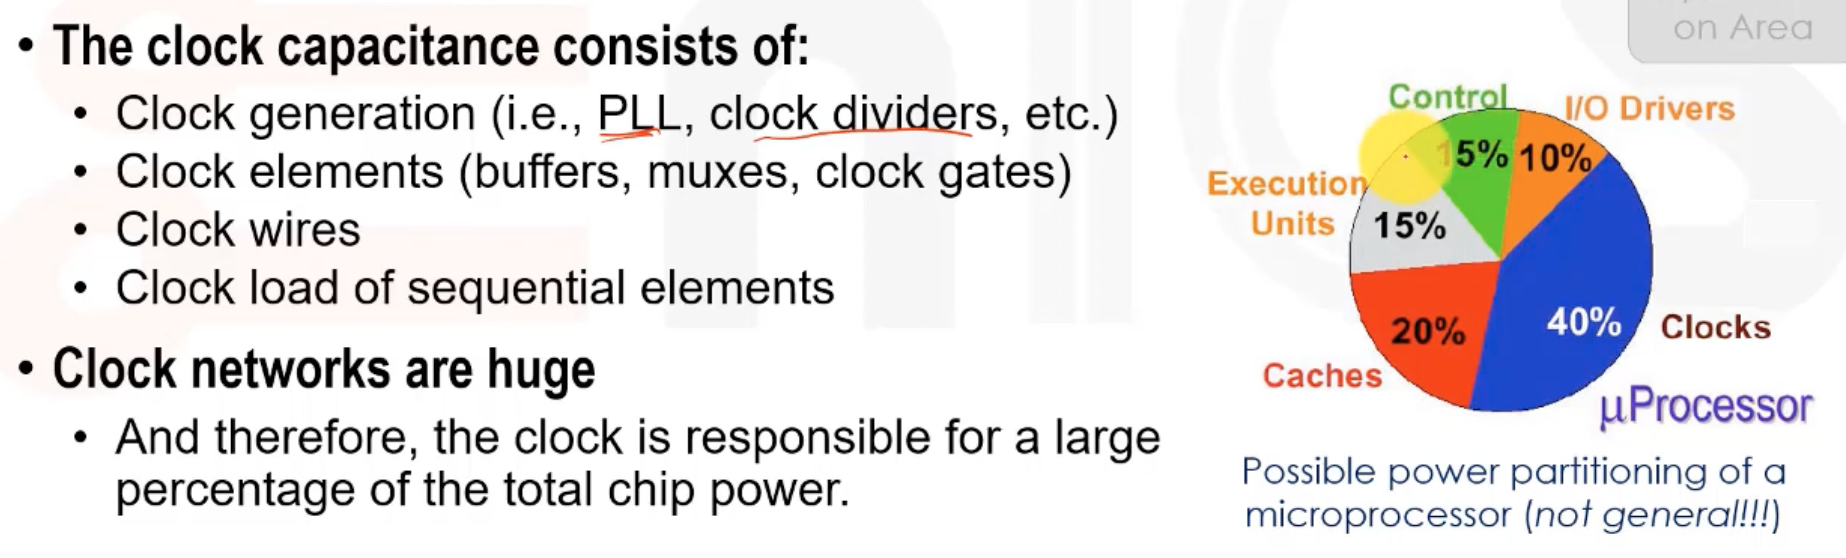 on Area
• The clock capacitance consists of:
• Clock generation (i.e., PLL, clock dividers, etc.)
• Clock elements (buffers, muxes, clock gates)
• Clock wires
• Clock load of sequential elements
• Clock networks are huge
• And therefore, the clock is responsible for a large
percentage of the total chip power.
Control
I/O Drivers
15%
10%
Execution
Units
15%
40%
Clocks
20%
Caches
μProcessor
Possible power partitioning of a
microprocessor (not general!!!)